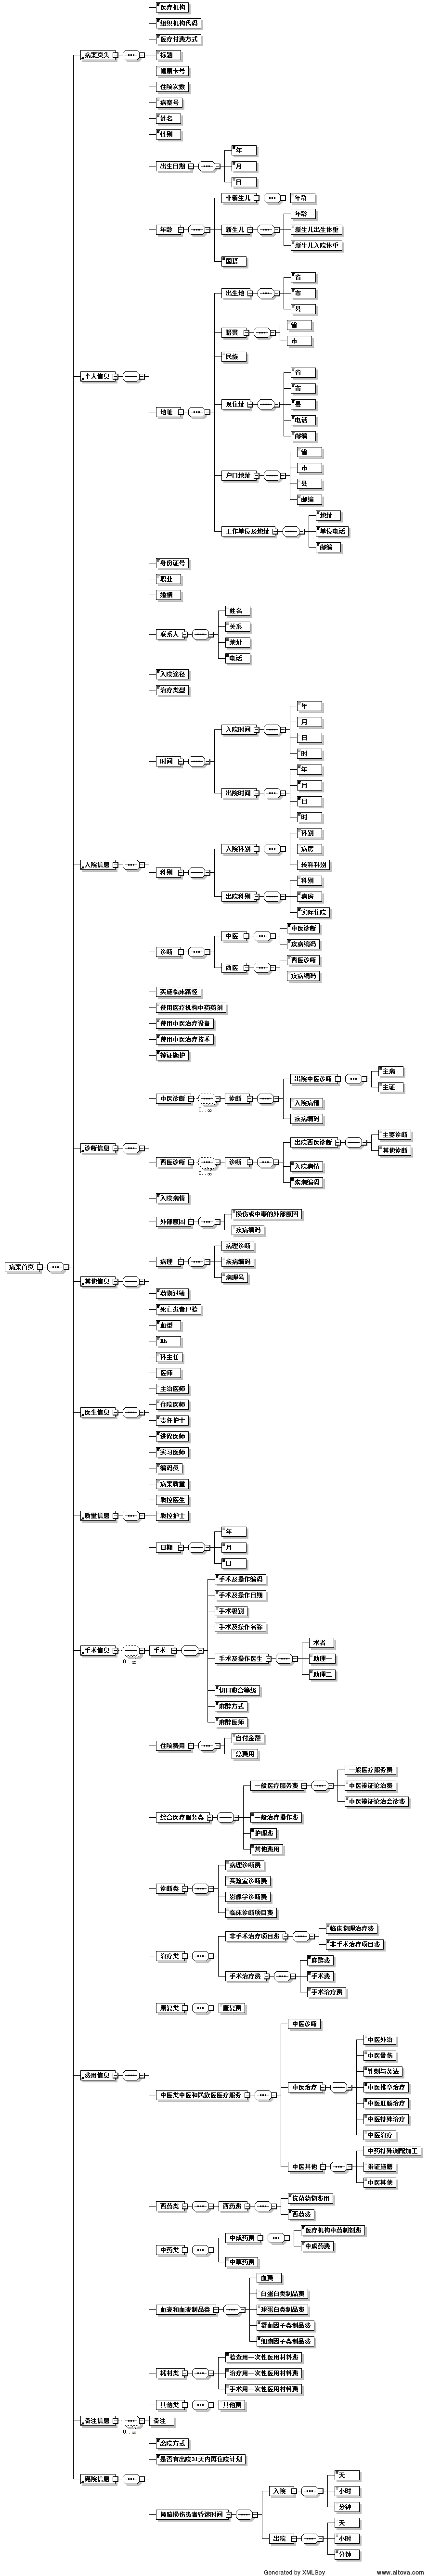 医疗机构
组织机构代码
医疗付费方式
病案页头
标题
健康卡号
住院次数
病案号
姓名
性别
年
出生日期
月
日
非新生儿
年龄
年龄
年龄
新生儿
新生儿出生体重
新生儿入院体重
国籍
省
出生地
市
县
省
籍贯
市
民族
省
市
个人信息
现住址
县
地址
电话
邮编
省
户口地址
市
县
邮编
地址
工作单位及地址
单位电话
邮编
身份证号
职业
婚姻
姓名
联系人
关系
地址
电话
入院途径
治疗类型
年
入院时间
月
日
时间
时
年
出院时间
月
日
时
科别
入院科别
病房
入院信息
转科科别
科别
科别
出院科别
病房
实际住院
中医
中医诊断
诊断
疾病编码
西医
西医诊断
疾病编码
实施临床路径
使用医疗机构中药药剂
使用中医治疗设备
使用中医治疗技术
辩证施护
主病
出院中医诊断
主证
中医诊断
诊断
入院病情
0…∞
疾病编码
诊断信息
主要诊断
出院西医诊断
其他诊断
西医诊断
诊断
入院病情
0…∞
疾病编码
入院病情
外部原因
损伤或中毒的外部原因
疾病编码
病理诊断
病案首页
病理
疾病编码
其他信息
病理号
药物过敏
死亡患者尸检
血型
Rh
科主任
医师
主治医师
医生信息
住院医师
责任护士
进修医师
实习医师
编码员
病案质量
质控医生
质量信息
质控护士
年
日期
月
日
手术及操作编码
手术及操作日期
手术级别
手术及操作名称
手术信息
手术
术者
0…∞
手术及操作医生
助理一
助理二
切口愈合等级
麻醉方式
麻醉医师
住院费用
自付金额
总费用
一般医疗服务费
一般医疗服务费
中医辩证论治费
中医辩证论治会诊费
综合医疗服务类
一般治疗操作费
护理费
其他费用
病理诊断费
诊断类
实验室诊断费
影像学诊断费
临床诊断项目费
非手术治疗项目费
临床物理治疗费
非手术治疗项目费
治疗类
麻醉费
手术治疗费
手术费
手术治疗费
康复类
康复费
费用信息
中医诊断
中医外治
中医骨伤
针刺与灸法
中医类中医和民族医医疗服务
中医治疗
中医推拿治疗
中医肛肠治疗
中医特殊治疗
中医治疗
中药特殊调配加工
中医其他
辩证施膳
中医其他
西药类
西药费
抗菌药物费用
西药费
中药类
中成药费
医疗机构中药制剂费
中成药费
中草药费
血费
白蛋白类制品费
血液和血液制品类
球蛋白类制品费
凝血因子类制品费
细胞因子类制品费
检查用一次性医用材料费
耗材类
治疗用一次性医用材料费
手术用一次性医用材料费
其他类
其他费
备注信息
备注
0…∞
离院方式
是否有出院31天内再住院计划
离院信息
天
入院
小时
分钟
颅脑损伤患者昏迷时间
天
出院
小时
分钟
Generated by XMLSpy
www.altova.com